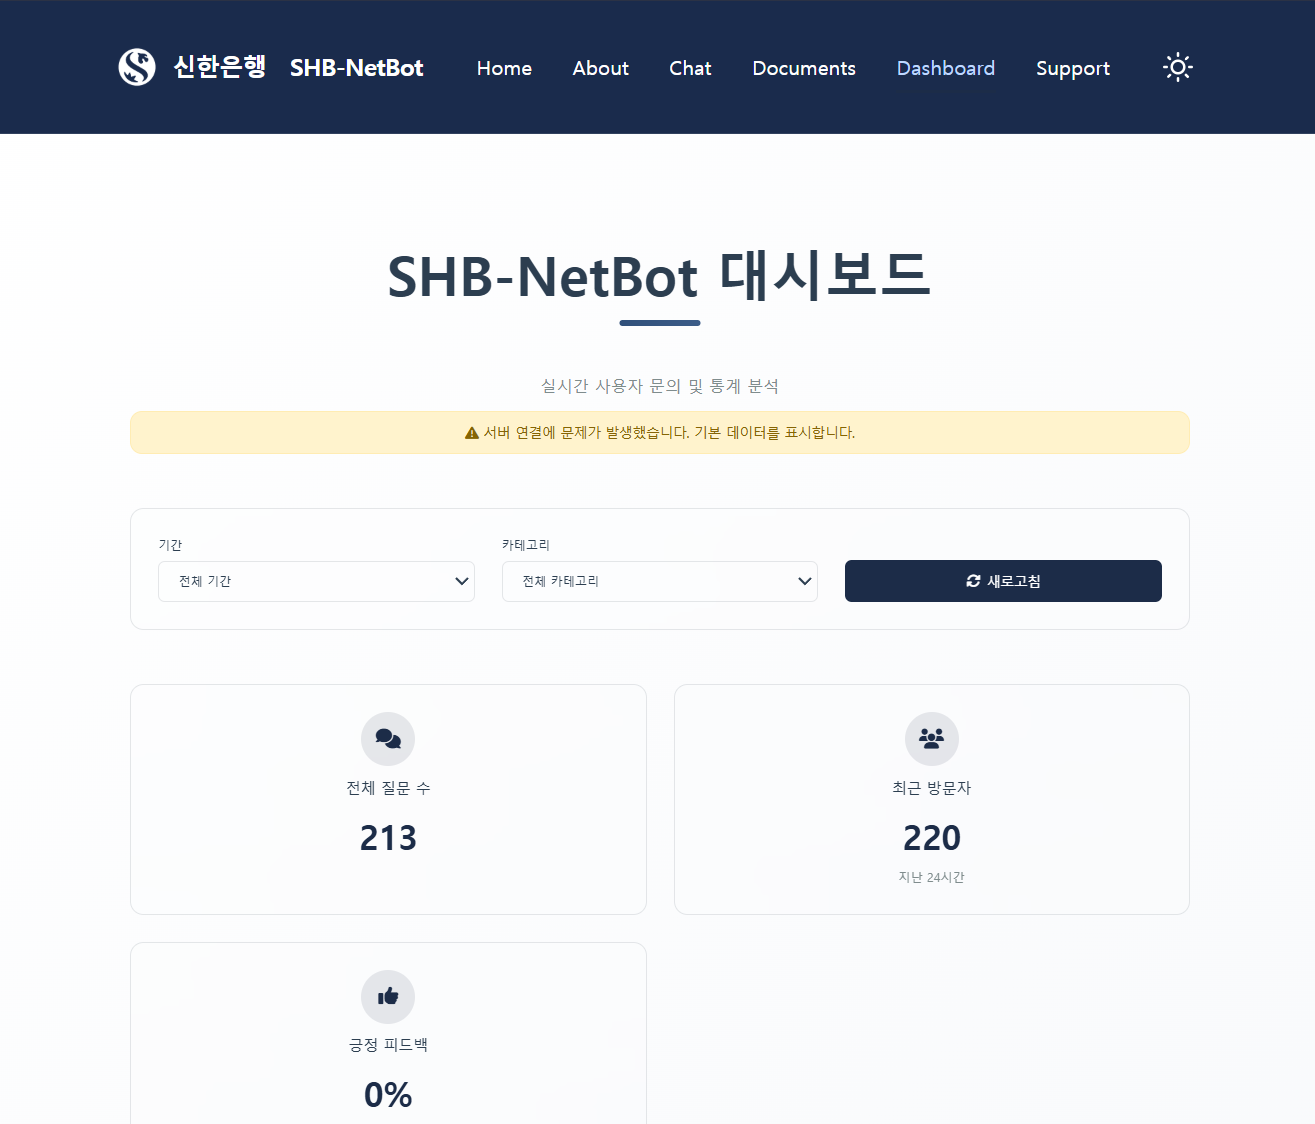 신한은행 SHB-NetBot Home About Chat Documents Dashboard Support
SHB-NetBot 대시보드
실시간 사용자 문의 및 통계 분석
서버 연결에 문제가 발생했습니다. 기본 데이터를 표시합니다.
기간
전체 기간
카테고리
전체 카테고리
새로고침
전체 질문 수
213
최근 방문자
220
지난 24시간
긍정 피드백
0%